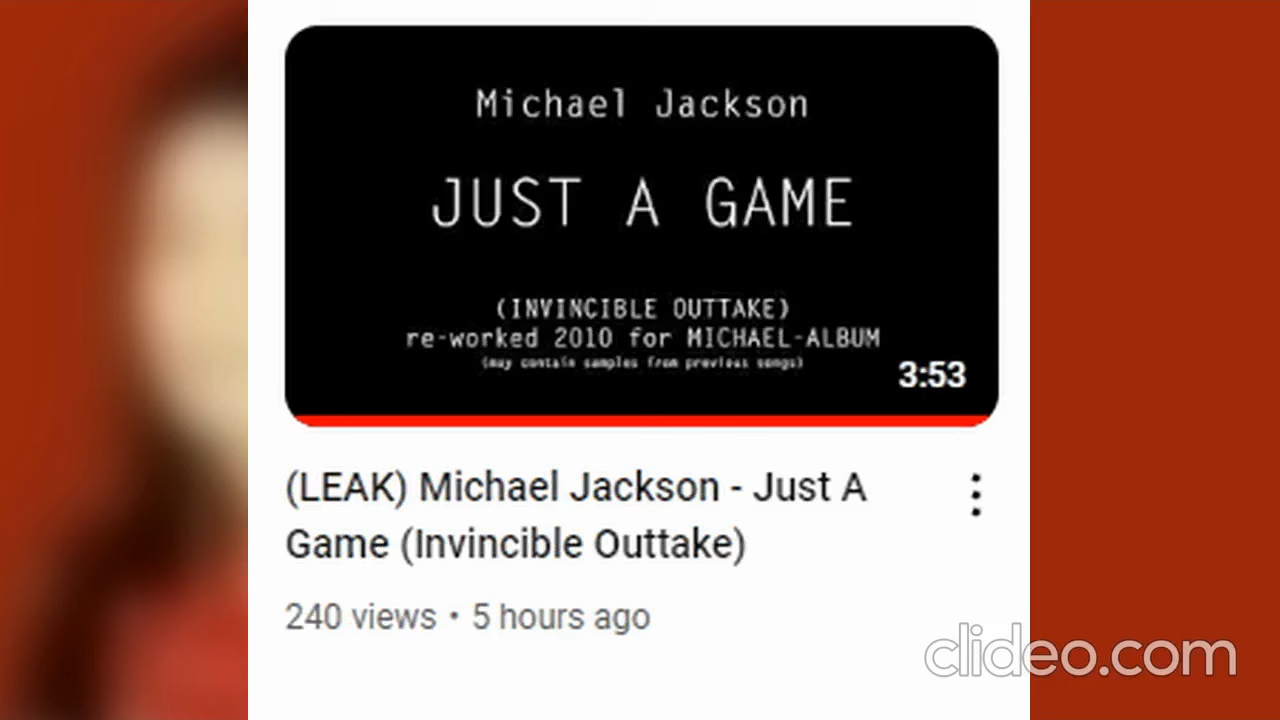 Michael Jackson
JUST A GAME
(INVINCIBLE OUTTAKE)
re-worked 2010 for MICHAEL-ALBUM
(may contain samples from previous songs)
3:53
(LEAK) Michael Jackson - Just A
Game (Invincible Outtake)
240 views • 5 hours ago
clideo.com